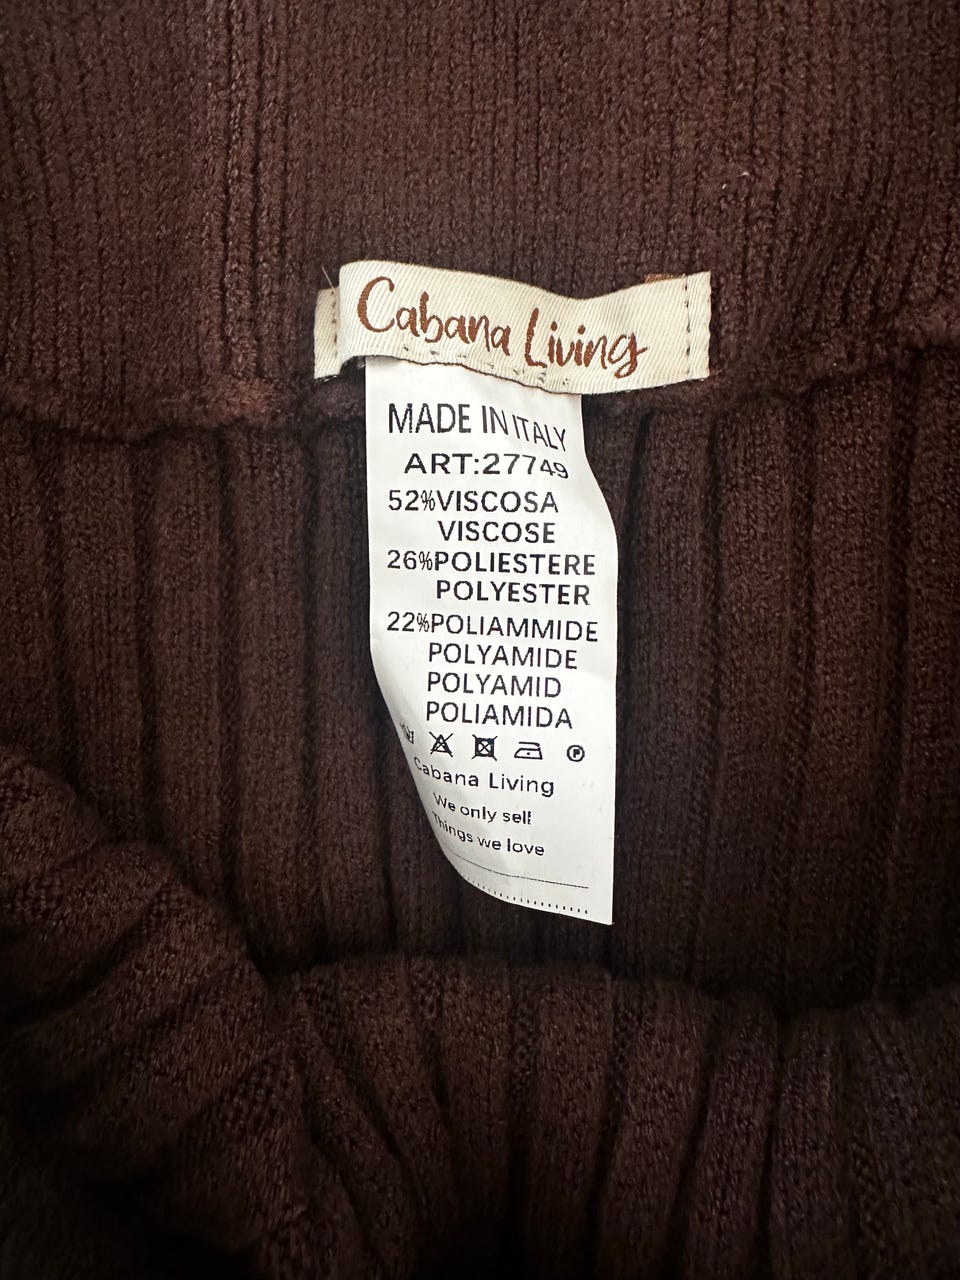 Cabana Living
MADE IN ITALY
ART:27749
52%VISCOSA
VISCOSE
26%POLIESTERE
POLYESTER
22%POLIAMMIDE
POLYAMIDE
POLYAMID
POLIAMIDA
P
Cabana Living
We only sell
Things we love